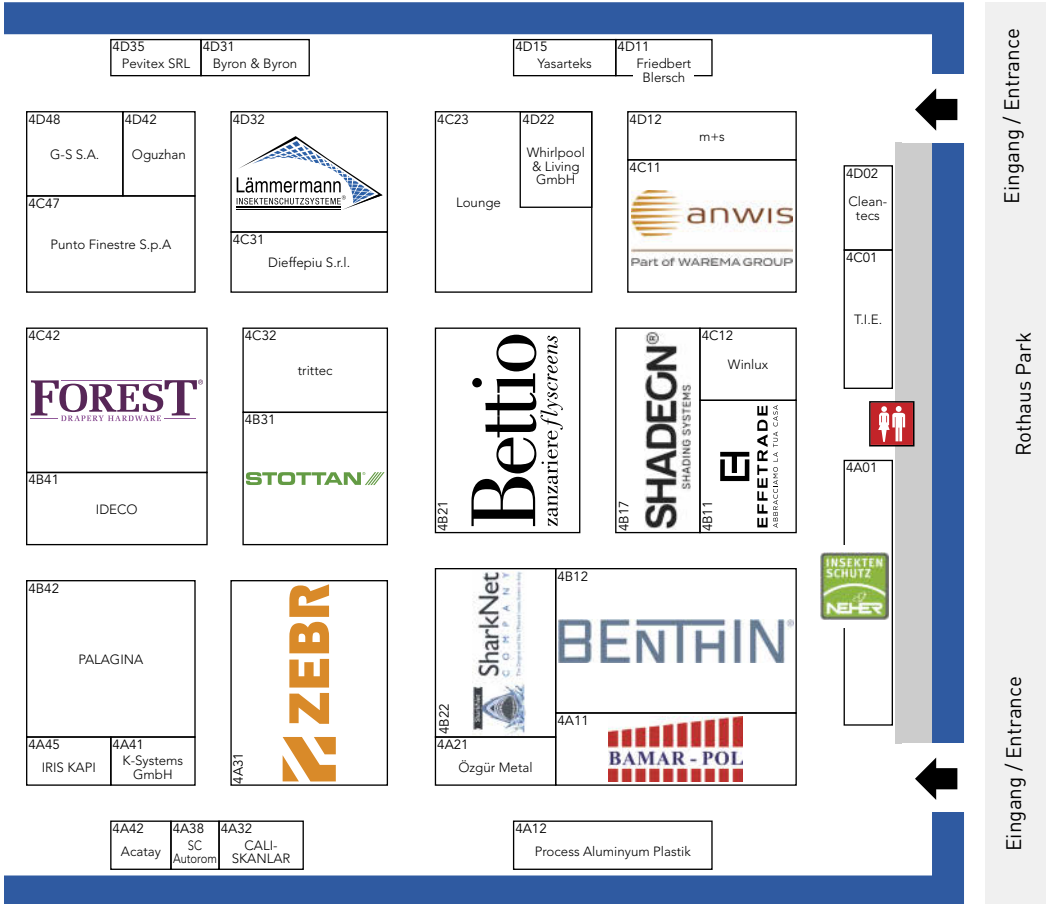 4D35
Pevitex SRL
4D31
Byron & Byron
4D15
Yasarteks
4D11
Friedbert
Blersch
4D48
G-S S.A.
4D42
Oguzhan
4C47
Punto Finestre S.p.A
4D32
Lämmermann
INSEKTENSCHUTZSYSTEME®
4C31
Dieffepiu S.r.l.
4C23
Lounge
4D22
Whirlpool
& Living
GmbH
4D12
m+s
4C11
anwis
Part of WAREMA GROUP
4D02
Clean-
tecs
4C01
T.I.E.
4C42
FOREST®
DRAPERY HARDWARE
4B41
IDECO
4C32
trittec
4B31
STOTTAN
4B21
Bettio
zanzariere flyscreens
4B17
SHADEON®
SHADING SYSTEMS
4C12
Winlux
4B11
EFFETRADE
ABBRACCIAMO LA TUA CASA
4A01
INSEKTEN
SCHUTZ
NEHER
4B42
PALAGINA
4A45
IRIS KAPI
4A41
K-Systems
GmbH
4A31
ZEBR
4B22
SharkNet
COMPANY
4A21
Özgür Metal
4B12
BENTHIN®
4A11
BAMAR-POL
4A42
Acatay
4A38
SC
Autorom
4A32
CALI-
SKANLAR
4A12
Process Aluminyum Plastik
Eingang / Entrance
Rothaus Park
Eingang / Entrance